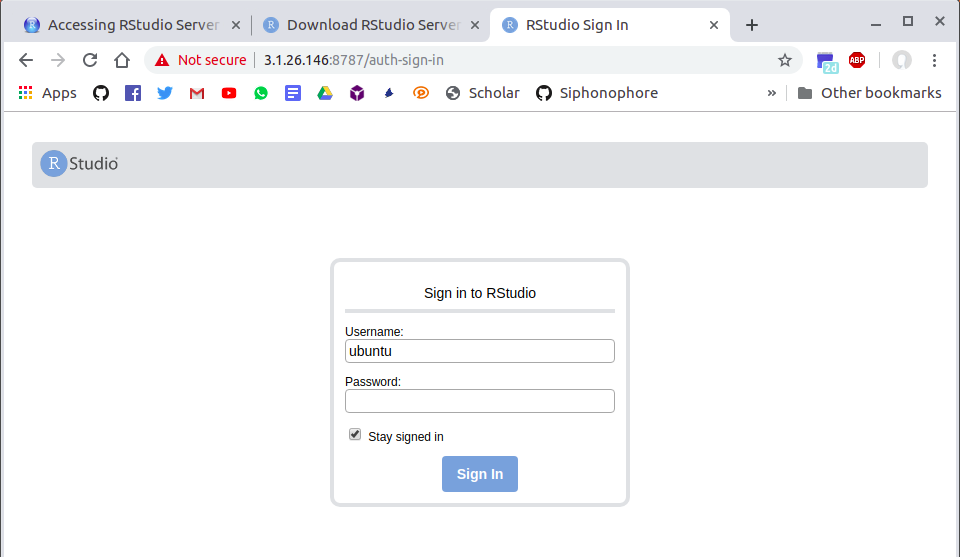 Accessing RStudio Server
Download RStudio Server
RStudio Sign In
Not secure
3.1.26.146:8787/auth-sign-in
2d
ABP
Apps
Scholar
Siphonophore
»
Other bookmarks
R Studio
Sign in to RStudio
Username:
ubuntu
Password:
Stay signed in
Sign In